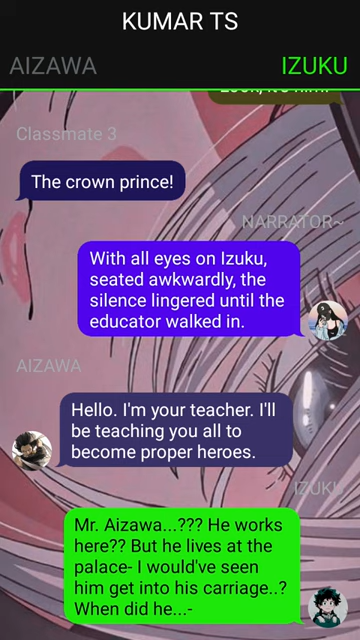 KUMAR TS
AIZAWA
IZUKU
Classmate 3
The crown prince!
NARRATOR~
With all eyes on Izuku,
seated awkwardly, the
silence lingered until the
educator walked in.
AIZAWA
Hello. I'm your teacher. I'll
be teaching you all to
become proper heroes.
IZUKU
Mr. Aizawa...??? He works
here?? But he lives at the
palace- I would've seen
him get into his carriage..?
When did he...-